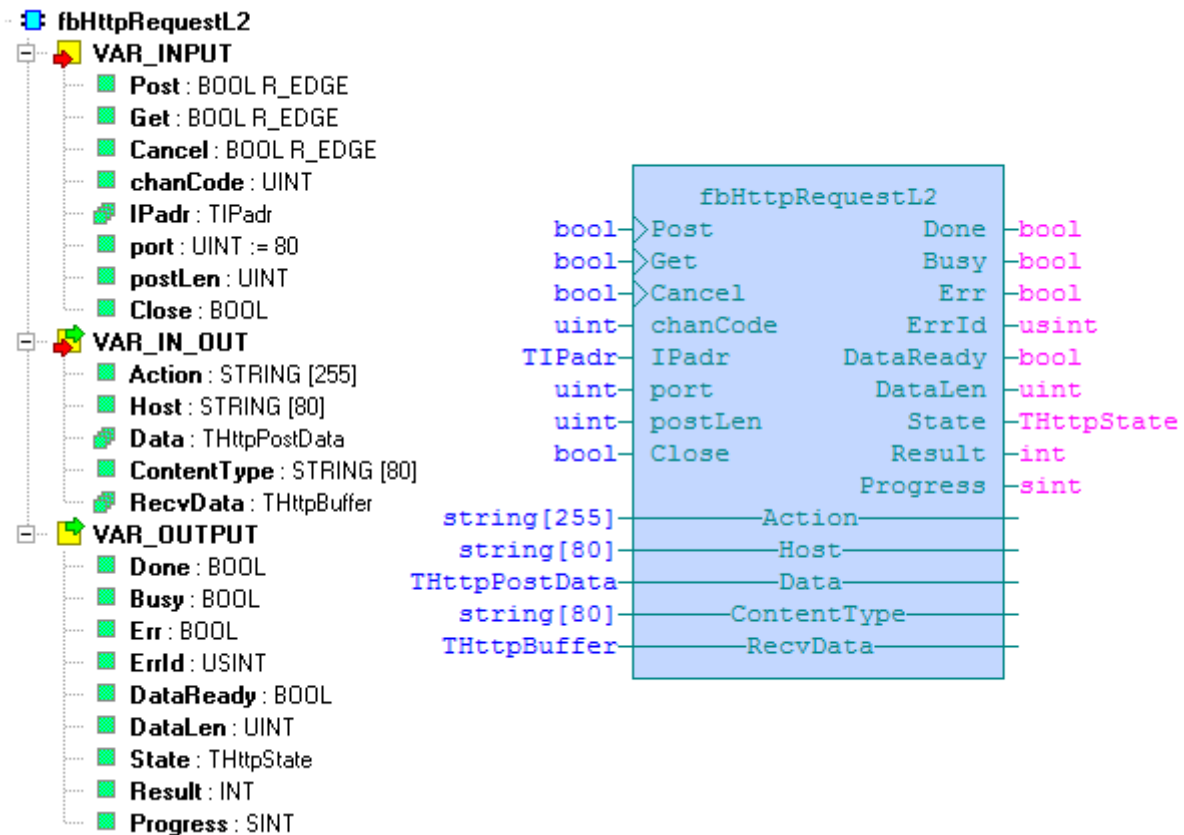 fbHttpRequestL2
VAR_INPUT
Post : BOOL R_EDGE
Get : BOOL R_EDGE
Cancel : BOOL R_EDGE
chanCode : UINT
IPadr : TIPadr
port : UINT := 80
postLen : UINT
Close : BOOL
VAR_IN_OUT
Action : STRING [255]
Host : STRING [80]
Data : THttpPostData
ContentType : STRING [80]
RecvData : THttpBuffer
VAR_OUTPUT
Done : BOOL
Busy : BOOL
Err : BOOL
ErrId : USINT
DataReady : BOOL
DataLen : UINT
State : THttpState
Result : INT
Progress : SINT
fbHttpRequestL2
bool Post Done bool
bool Get Busy bool
bool Cancel Err bool
uint chanCode ErrId usint
TIPadr IPadr DataReady bool
uint port DataLen uint
uint postLen State THttpState
bool Close Result int
Progress sint
string[255] Action
string[80] Host
THttpPostData Data
string[80] ContentType
THttpBuffer RecvData